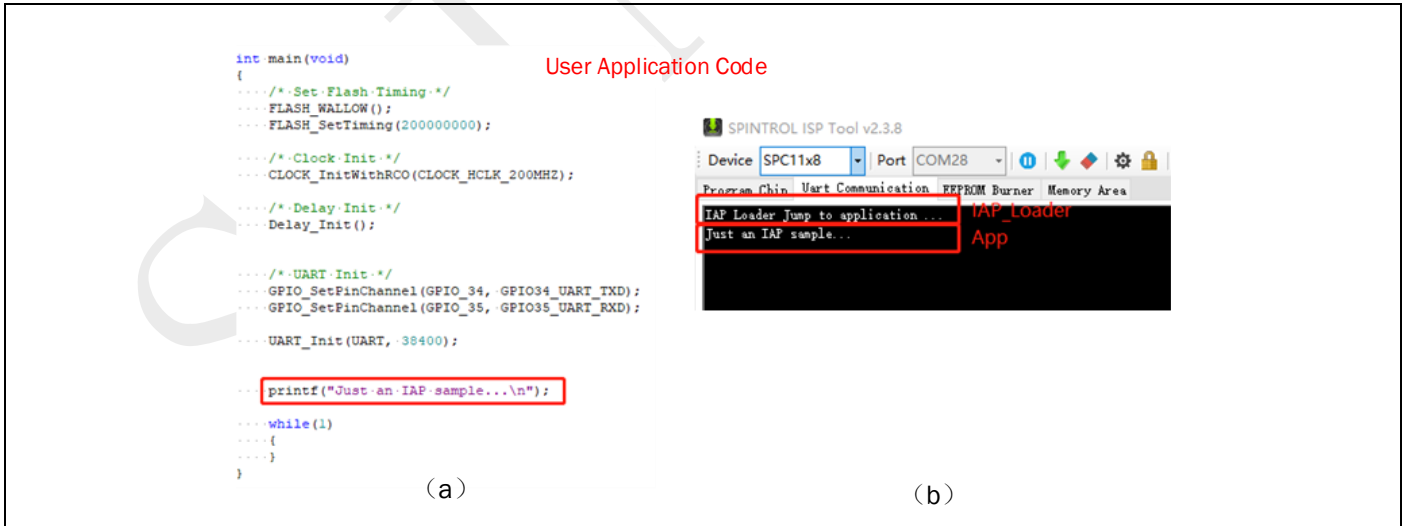 User Application Code
int main(void)
{
/* Set Flash Timing */
FLASH_WALLOW();
FLASH_SetTiming(200000000);
/* Clock Init */
CLOCK_InitWithRCO(CLOCK_HCLK_200MHZ);
/* Delay Init */
Delay_Init();
/* UART Init */
GPIO_SetPinChannel(GPIO_34, GPIO34_UART_TXD);
GPIO_SetPinChannel(GPIO_35, GPIO35_UART_RXD);
UART_Init(UART, 38400);
printf("Just an IAP sample...\n");
while(1)
{
}
}
（a）
SPINTROL ISP Tool v2.3.8
Device SPC11x8 Port COM28
Program Chip Uart Communication EEPROM Burner Memory Area
IAP Loader Jump to application ... IAP_Loader
Just an IAP sample... App
（b）